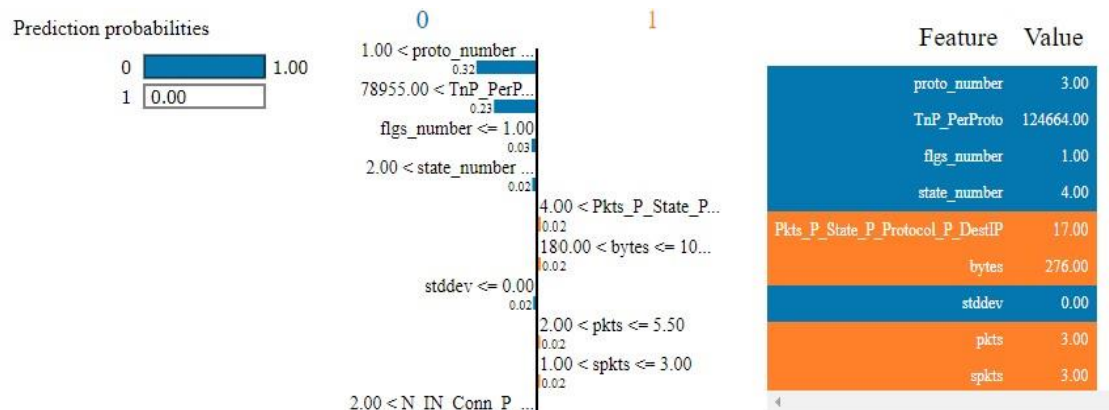 Prediction probabilities
0 1.00
1 0.00
0 1
1.00 < proto_number ...
0.32
78955.00 < TnP_PerP...
0.23
flgs_number <= 1.00
0.03
2.00 < state_number ...
0.02
4.00 < Pkts_P_State_P...
0.02
180.00 < bytes <= 10...
0.02
stddev <= 0.00
0.02
2.00 < pkts <= 5.50
0.02
1.00 < spkts <= 3.00
0.02
2.00 < N_IN_Conn_P_...
Feature Value
proto_number 3.00
TnP_PerProto 124664.00
flgs_number 1.00
state_number 4.00
Pkts_P_State_P_Protocol_P_DestIP 17.00
bytes 276.00
stddev 0.00
pkts 3.00
spkts 3.00